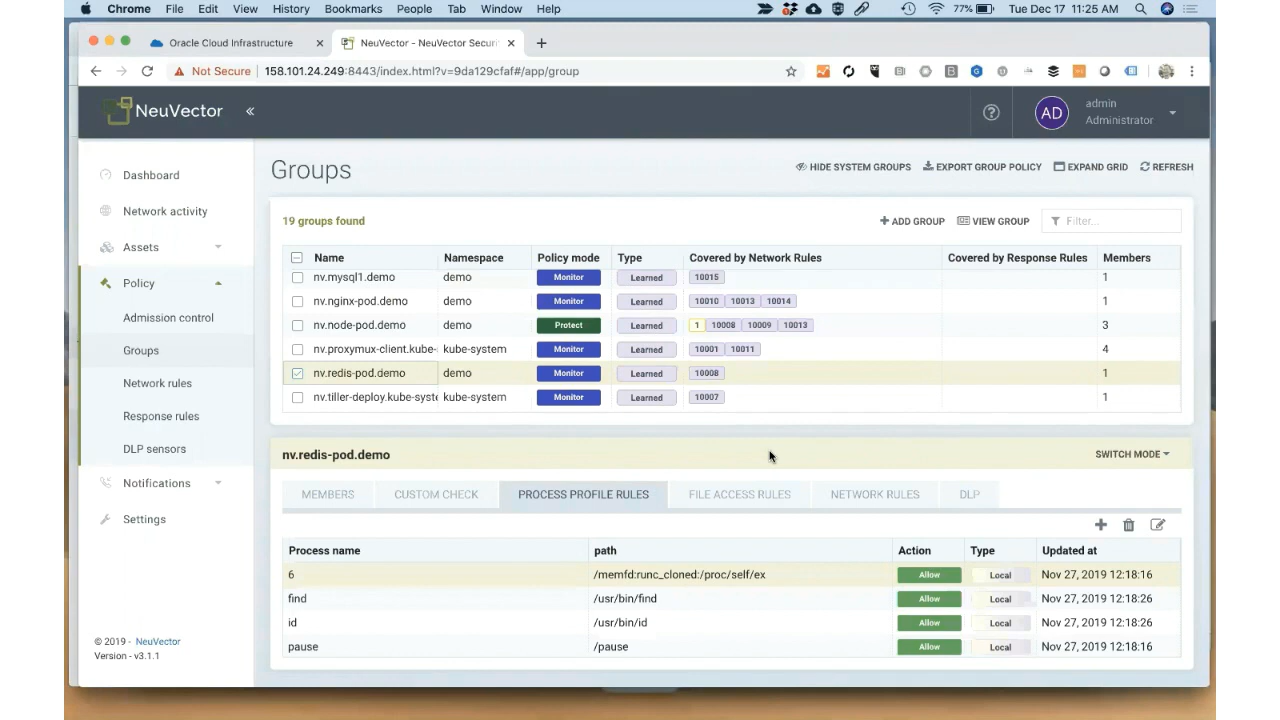 Chrome File Edit View History Bookmarks People Tab Window Help 77% Tue Dec 17 11:25 AM
Oracle Cloud Infrastructure × NeuVector - NeuVector Securi × +
Not Secure 158.101.24.249:8443/index.html?v=9da129cfaf#/app/group
NeuVector « ? AD admin
Administrator
Dashboard
Network activity
Assets
Policy
Admission control
Groups
Network rules
Response rules
DLP sensors
Notifications
Settings
© 2019 - NeuVector
Version - v3.1.1
Groups HIDE SYSTEM GROUPS EXPORT GROUP POLICY EXPAND GRID REFRESH
19 groups found + ADD GROUP VIEW GROUP Filter...
Name Namespace Policy mode Type Covered by Network Rules Covered by Response Rules Members
nv.mysql1.demo demo Monitor Learned 10015 1
nv.nginx-pod.demo demo Monitor Learned 10010 10013 10014 1
nv.node-pod.demo demo Protect Learned 1 10008 10009 10013 3
nv.proxymux-client.kube- kube-system Monitor Learned 10001 10011 4
nv.redis-pod.demo demo Monitor Learned 10008 1
nv.tiller-deploy.kube-syste kube-system Monitor Learned 10007 1
nv.redis-pod.demo SWITCH MODE
MEMBERS CUSTOM CHECK PROCESS PROFILE RULES FILE ACCESS RULES NETWORK RULES DLP
Process name path Action Type Updated at
6 /memfd:runc_cloned:/proc/self/ex Allow Local Nov 27, 2019 12:18:16
find /usr/bin/find Allow Local Nov 27, 2019 12:18:26
id /usr/bin/id Allow Local Nov 27, 2019 12:18:26
pause /pause Allow Local Nov 27, 2019 12:18:16